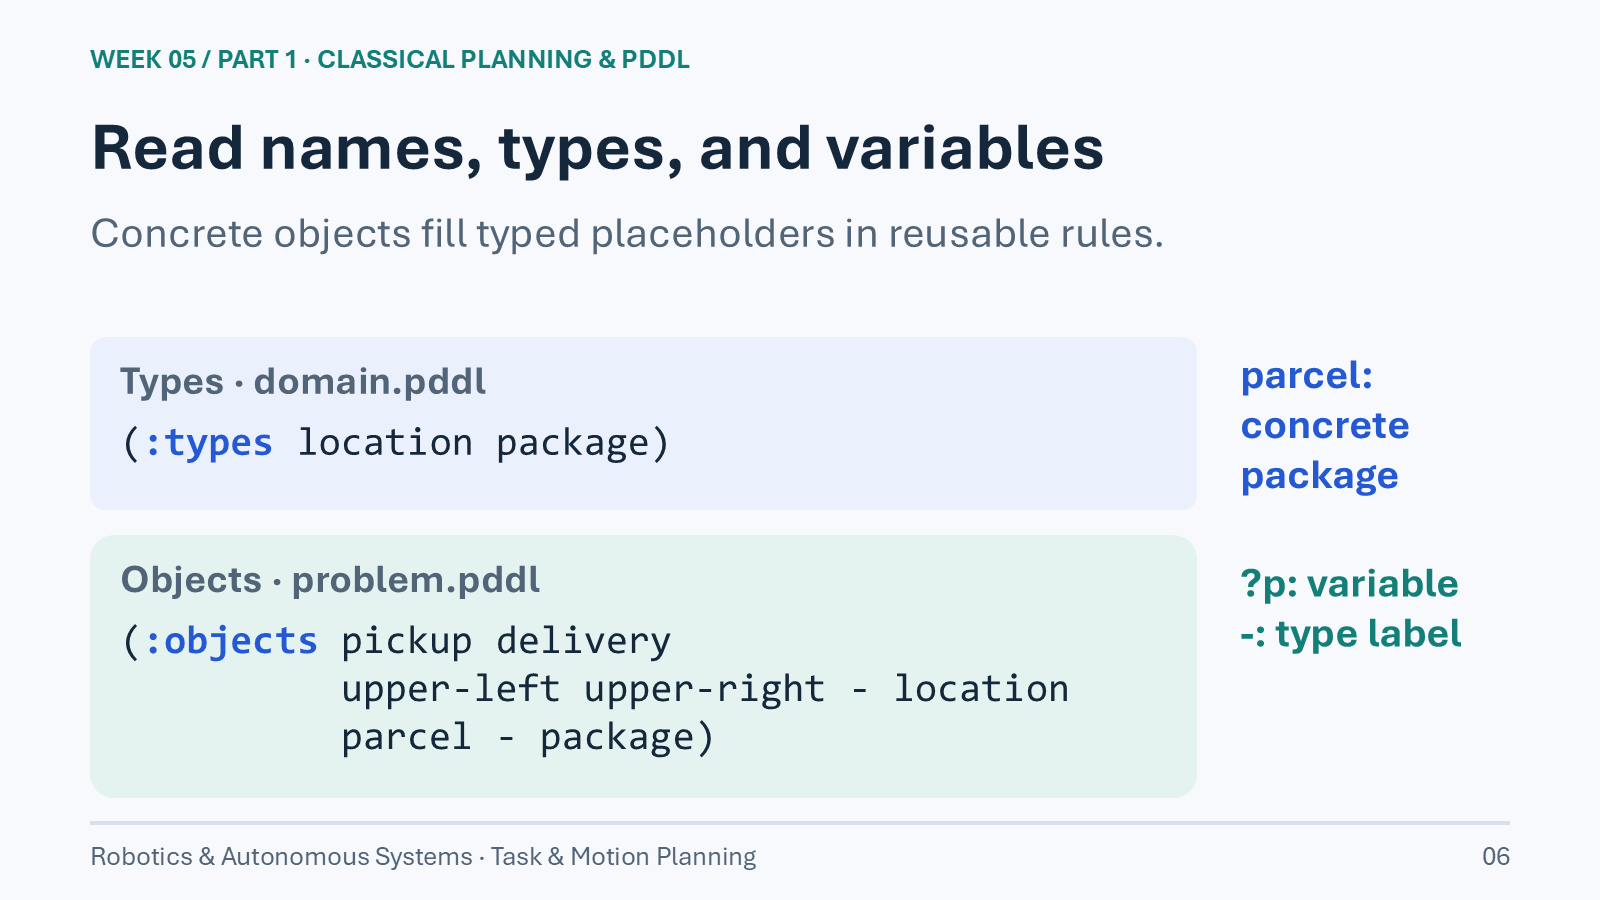 WEEK 05 / PART 1 · CLASSICAL PLANNING & PDDL
Read names, types, and variables
Concrete objects fill typed placeholders in reusable rules.
Types · domain.pddl
(:types location package)
parcel:
concrete
package
Objects · problem.pddl
(:objects pickup delivery
upper-left upper-right - location
parcel - package)
?p: variable
-: type label
Robotics & Autonomous Systems · Task & Motion Planning
06